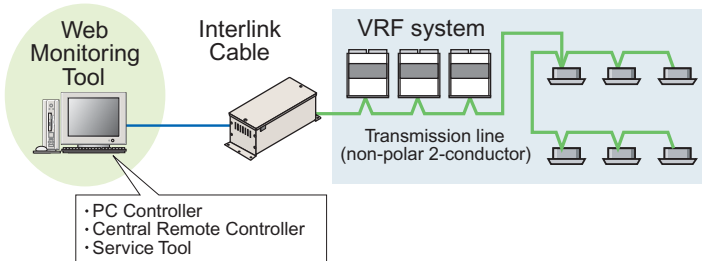 Web
Monitoring
Tool
Interlink
Cable
VRF system
Transmission line
(non-polar 2-conductor)
・PC Controller
・Central Remote Controller
・Service Tool